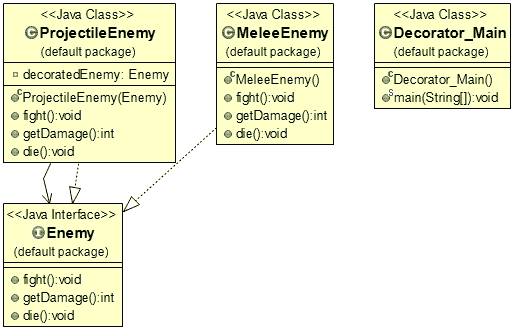 <<Java Class>>
ProjectileEnemy
(default package)
decoratedEnemy: Enemy
ProjectileEnemy(Enemy)
fight():void
getDamage():int
die():void
<<Java Class>>
MeleeEnemy
(default package)
MeleeEnemy()
fight():void
getDamage():int
die():void
<<Java Class>>
Decorator_Main
(default package)
Decorator_Main()
main(String[]):void
<<Java Interface>>
Enemy
(default package)
fight():void
getDamage():int
die():void